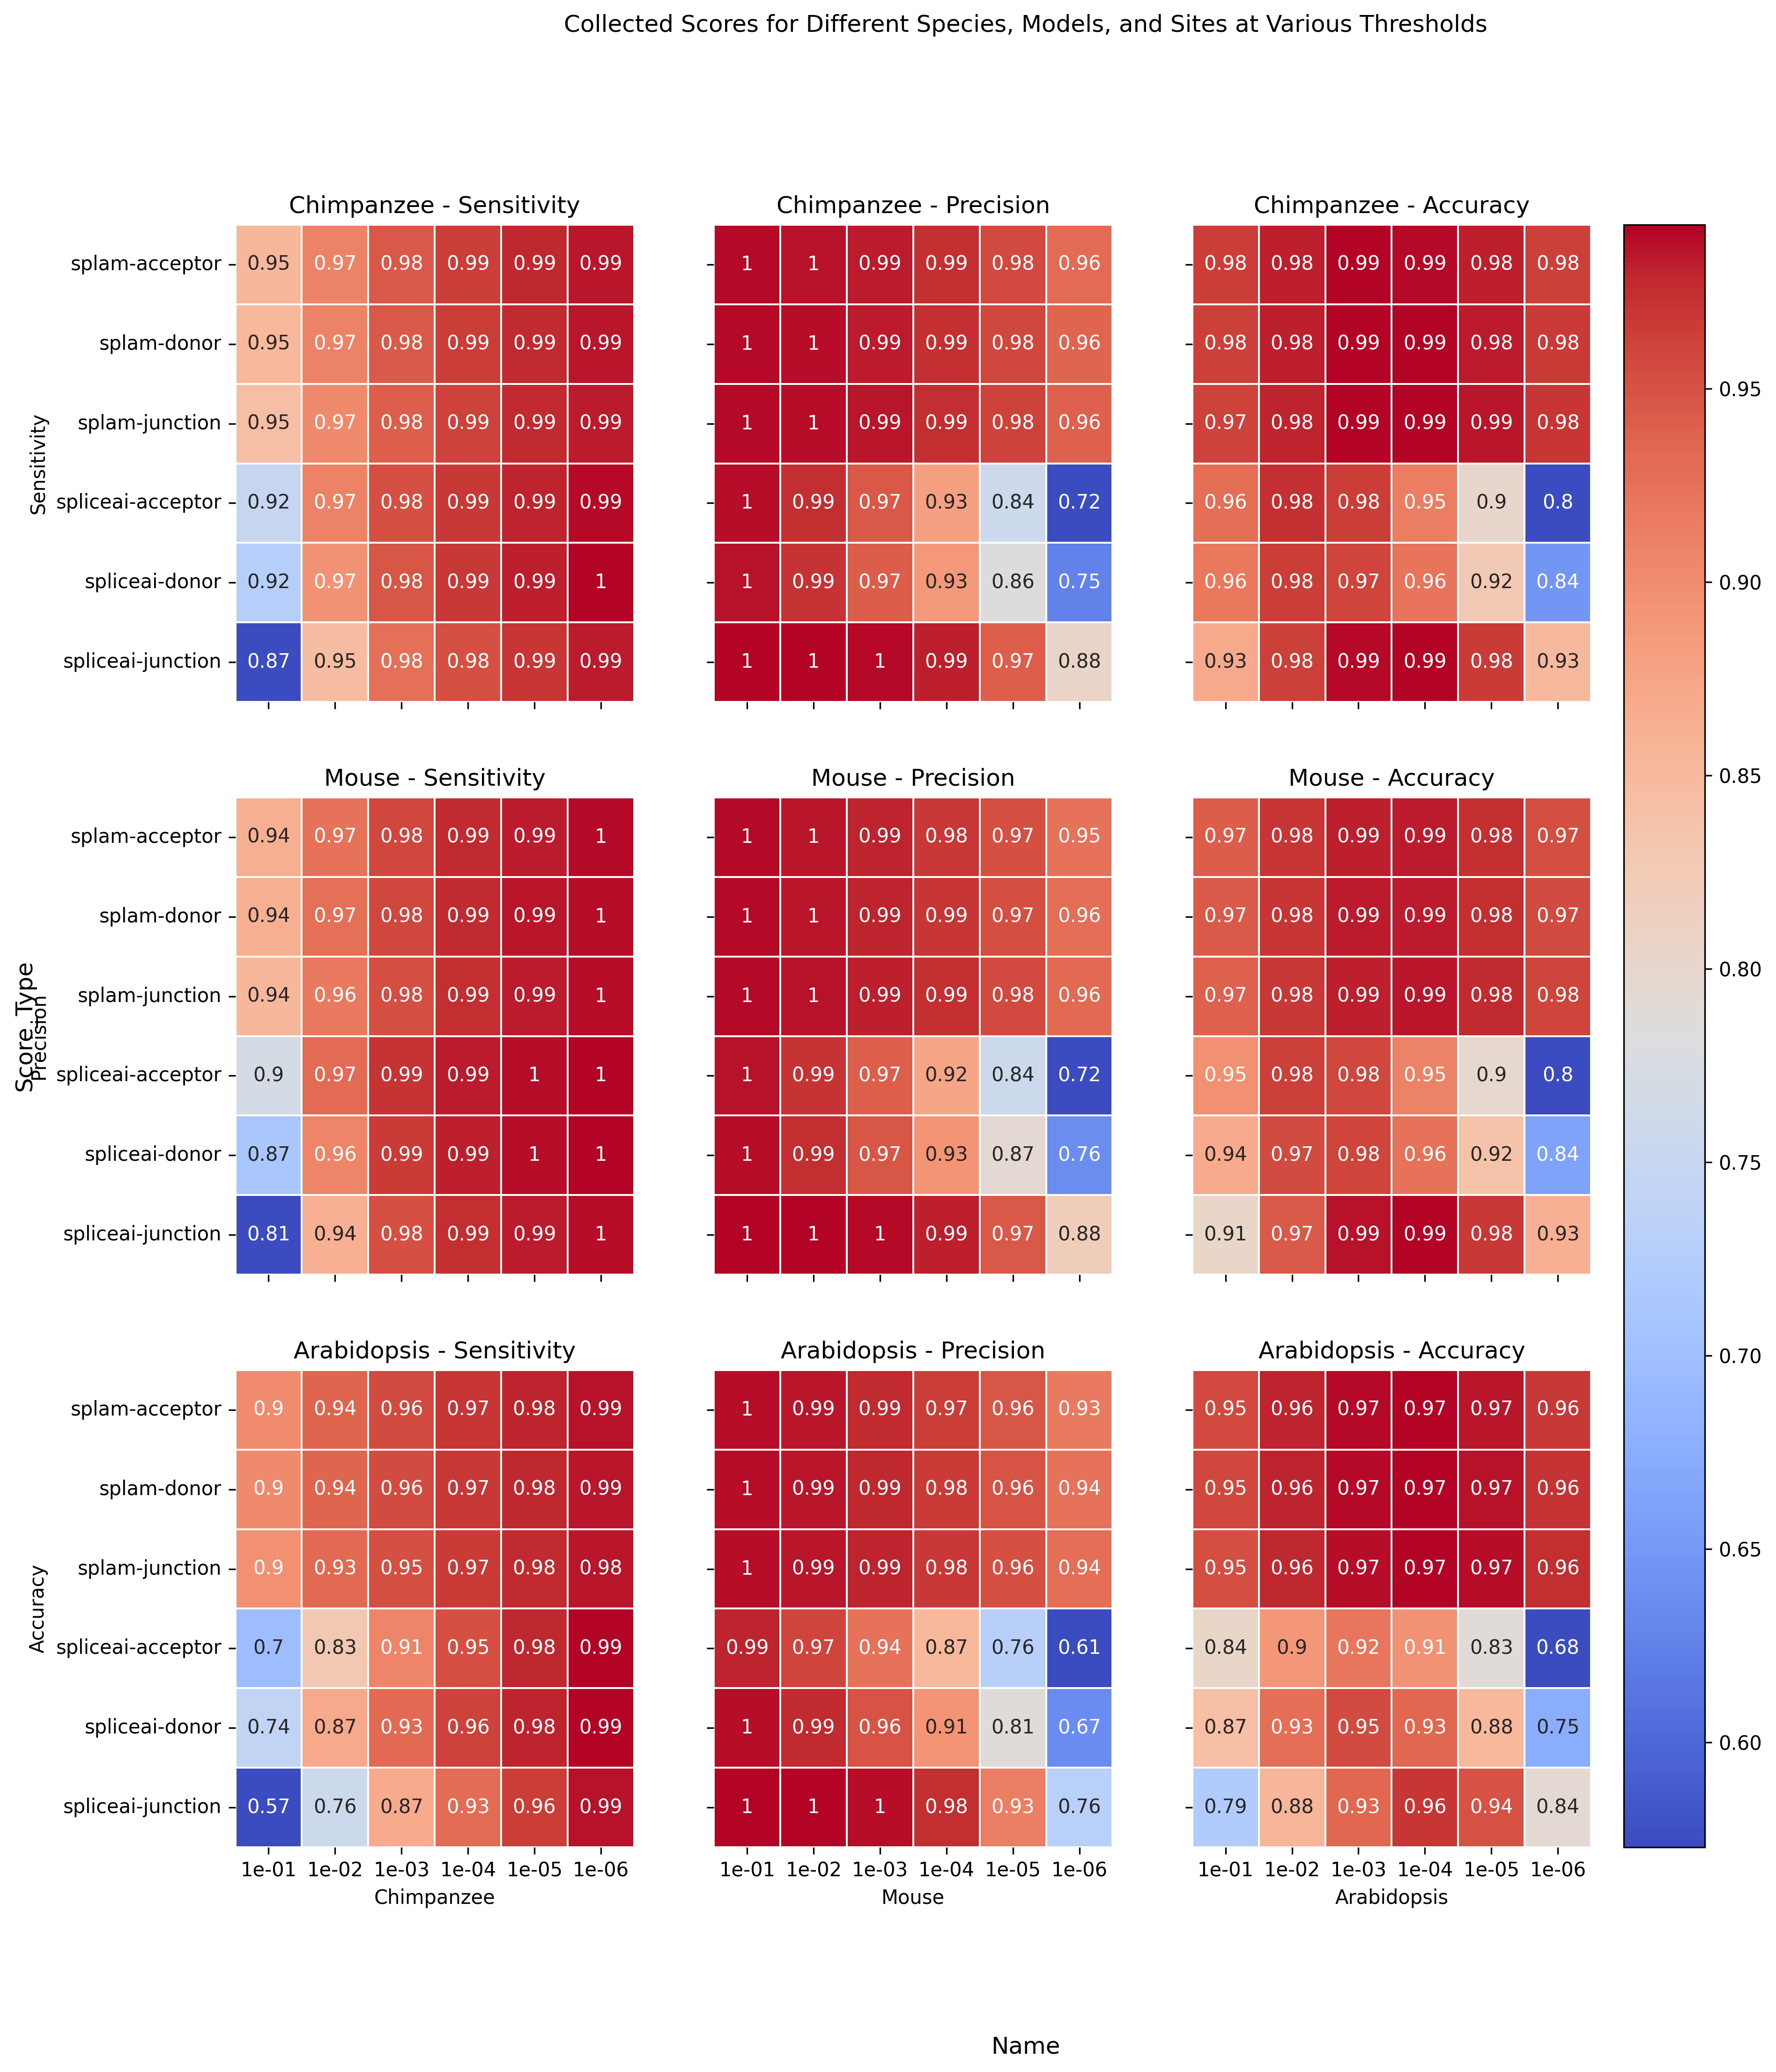 Collected Scores for Different Species, Models, and Sites at Various Thresholds
Chimpanzee - Sensitivity
Chimpanzee - Precision
Chimpanzee - Accuracy
splam-acceptor 0.95 0.97 0.98 0.99 0.99 0.99 1 1 0.99 0.99 0.98 0.96 0.98 0.98 0.99 0.99 0.98 0.98
splam-donor 0.95 0.97 0.98 0.99 0.99 0.99 1 1 0.99 0.99 0.98 0.96 0.98 0.98 0.99 0.99 0.98 0.98
splam-junction 0.95 0.97 0.98 0.99 0.99 0.99 1 1 0.99 0.99 0.98 0.96 0.97 0.98 0.99 0.99 0.99 0.98
spliceai-acceptor 0.92 0.97 0.98 0.99 0.99 0.99 1 0.99 0.97 0.93 0.84 0.72 0.96 0.98 0.98 0.95 0.9 0.8
spliceai-donor 0.92 0.97 0.98 0.99 0.99 1 1 0.99 0.97 0.93 0.86 0.75 0.96 0.98 0.97 0.96 0.92 0.84
spliceai-junction 0.87 0.95 0.98 0.98 0.99 0.99 1 1 1 0.99 0.97 0.88 0.93 0.98 0.99 0.99 0.98 0.93
Sensitivity
Mouse - Sensitivity
Mouse - Precision
Mouse - Accuracy
splam-acceptor 0.94 0.97 0.98 0.99 0.99 1 1 1 0.99 0.98 0.97 0.95 0.97 0.98 0.99 0.99 0.98 0.97
splam-donor 0.94 0.97 0.98 0.99 0.99 1 1 1 0.99 0.99 0.97 0.96 0.97 0.98 0.99 0.99 0.98 0.97
splam-junction 0.94 0.96 0.98 0.99 0.99 1 1 1 0.99 0.99 0.98 0.96 0.97 0.98 0.99 0.99 0.98 0.98
spliceai-acceptor 0.9 0.97 0.99 0.99 1 1 1 0.99 0.97 0.92 0.84 0.72 0.95 0.98 0.98 0.95 0.9 0.8
spliceai-donor 0.87 0.96 0.99 0.99 1 1 1 0.99 0.97 0.93 0.87 0.76 0.94 0.97 0.98 0.96 0.92 0.84
spliceai-junction 0.81 0.94 0.98 0.99 0.99 1 1 1 1 0.99 0.97 0.88 0.91 0.97 0.99 0.99 0.98 0.93
Score Type
Precision
Arabidopsis - Sensitivity
Arabidopsis - Precision
Arabidopsis - Accuracy
splam-acceptor 0.9 0.94 0.96 0.97 0.98 0.99 1 0.99 0.99 0.97 0.96 0.93 0.95 0.96 0.97 0.97 0.97 0.96
splam-donor 0.9 0.94 0.96 0.97 0.98 0.99 1 0.99 0.99 0.98 0.96 0.94 0.95 0.96 0.97 0.97 0.97 0.96
splam-junction 0.9 0.93 0.95 0.97 0.98 0.98 1 0.99 0.99 0.98 0.96 0.94 0.95 0.96 0.97 0.97 0.97 0.96
spliceai-acceptor 0.7 0.83 0.91 0.95 0.98 0.99 0.99 0.97 0.94 0.87 0.76 0.61 0.84 0.9 0.92 0.91 0.83 0.68
spliceai-donor 0.74 0.87 0.93 0.96 0.98 0.99 1 0.99 0.96 0.91 0.81 0.67 0.87 0.93 0.95 0.93 0.88 0.75
spliceai-junction 0.57 0.76 0.87 0.93 0.96 0.99 1 1 1 0.98 0.93 0.76 0.79 0.88 0.93 0.96 0.94 0.84
Accuracy
1e-01 1e-02 1e-03 1e-04 1e-05 1e-06 1e-01 1e-02 1e-03 1e-04 1e-05 1e-06 1e-01 1e-02 1e-03 1e-04 1e-05 1e-06
Chimpanzee
Mouse
Arabidopsis
Name
0.95
0.90
0.85
0.80
0.75
0.70
0.65
0.60